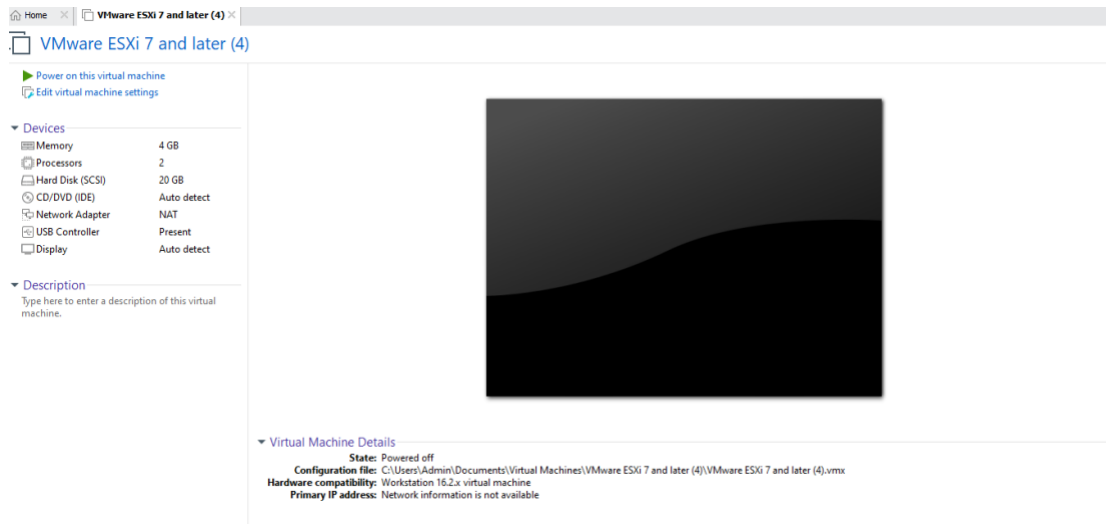 Home
VMware ESXi 7 and later (4)
VMware ESXi 7 and later (4)
Power on this virtual machine
Edit virtual machine settings
Devices
Memory 4 GB
Processors 2
Hard Disk (SCSI) 20 GB
CD/DVD (IDE) Auto detect
Network Adapter NAT
USB Controller Present
Display Auto detect
Description
Type here to enter a description of this virtual
machine.
Virtual Machine Details
State: Powered off
Configuration file: C:\Users\Admin\Documents\Virtual Machines\VMware ESXi 7 and later (4)\VMware ESXi 7 and later (4).vmx
Hardware compatibility: Workstation 16.2.x virtual machine
Primary IP address: Network information is not available